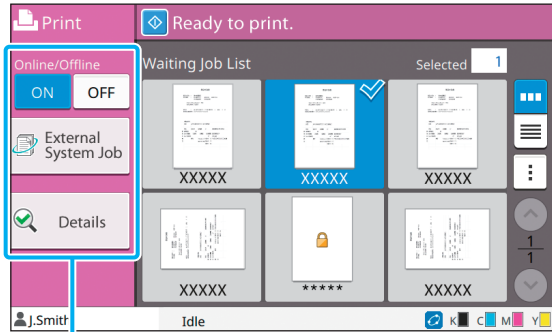 Print
Ready to print.
Online/Offline
ON OFF
External
System Job
Details
Waiting Job List
Selected 1
XXXXX XXXXX XXXXX
XXXXX ***** XXXXX
1
1
J.Smith
Idle
K C M Y